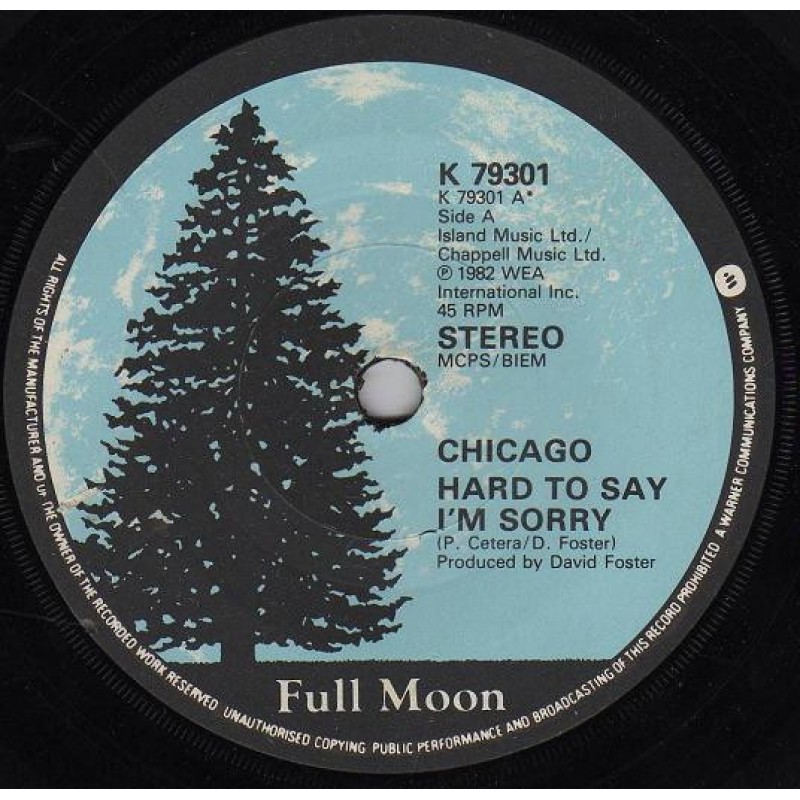 K 79301
K 79301 A*
Side A
Island Music Ltd./
Chappell Music Ltd.
℗ 1982 WEA
International Inc.
45 RPM
STEREO
MCPS/BIEM
CHICAGO
HARD TO SAY
I'M SORRY
(P. Cetera/D. Foster)
Produced by David Foster
Full Moon
ALL RIGHTS OF THE MANUFACTURER AND OF THE OWNER OF THE RECORDED WORK RESERVED UNAUTHORISED COPYING PUBLIC PERFORMANCE AND BROADCASTING OF THIS RECORD PROHIBITED A WARNER COMMUNICATIONS COMPANY